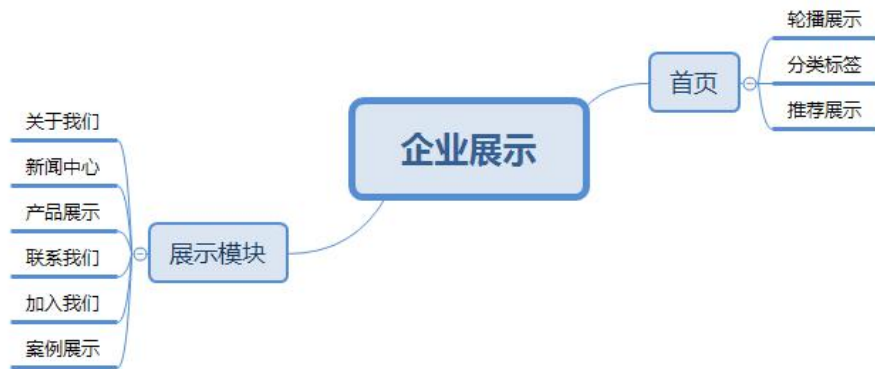 企业展示
首页
轮播展示
分类标签
推荐展示
展示模块
关于我们
新闻中心
产品展示
联系我们
加入我们
案例展示